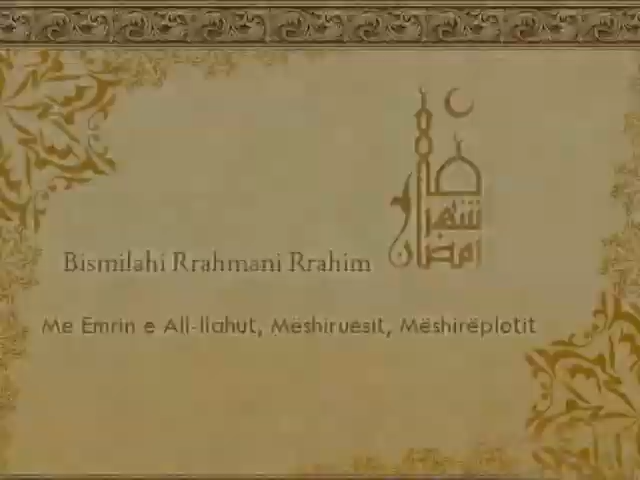 شهر
رمضان
Bismilahi Rrahmani Rrahim
Me Emrin e All-llahut, Mëshiruesit, Mëshirëplotit